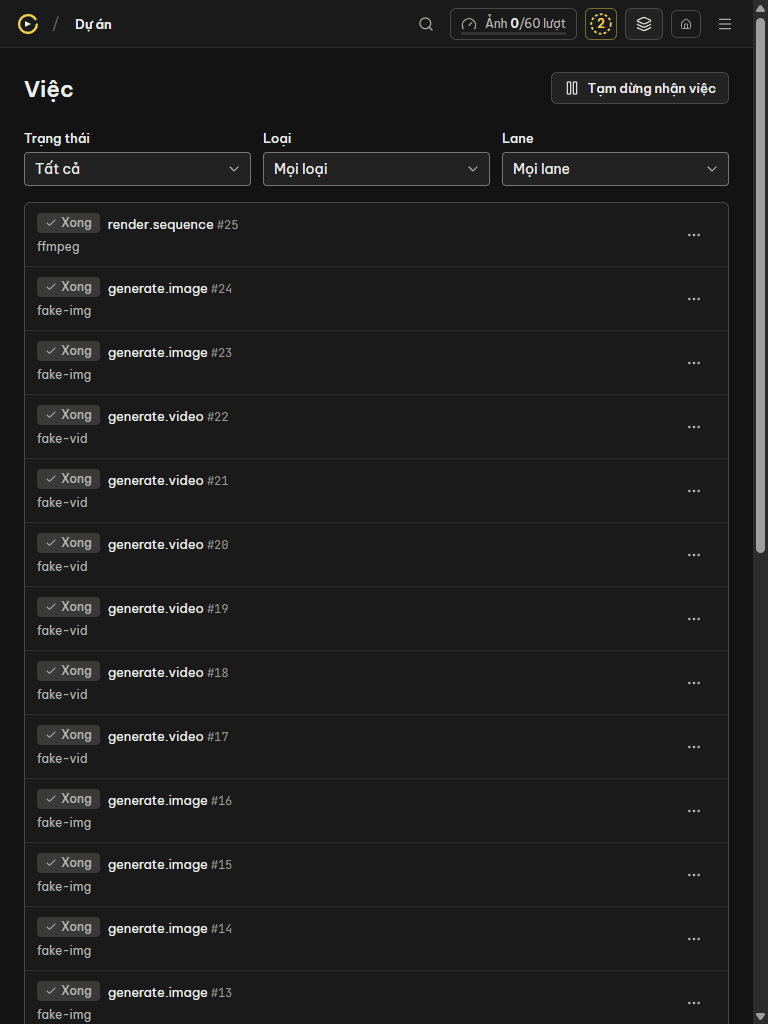 / Dự án
Ảnh 0/60 lượt
2
Việc
Tạm dừng nhận việc
Trạng thái
Loại
Lane
Tất cả
Mọi loại
Mọi lane
Xong render.sequence #25
ffmpeg
Xong generate.image #24
fake-img
Xong generate.image #23
fake-img
Xong generate.video #22
fake-vid
Xong generate.video #21
fake-vid
Xong generate.video #20
fake-vid
Xong generate.video #19
fake-vid
Xong generate.video #18
fake-vid
Xong generate.video #17
fake-vid
Xong generate.image #16
fake-img
Xong generate.image #15
fake-img
Xong generate.image #14
fake-img
Xong generate.image #13
fake-img